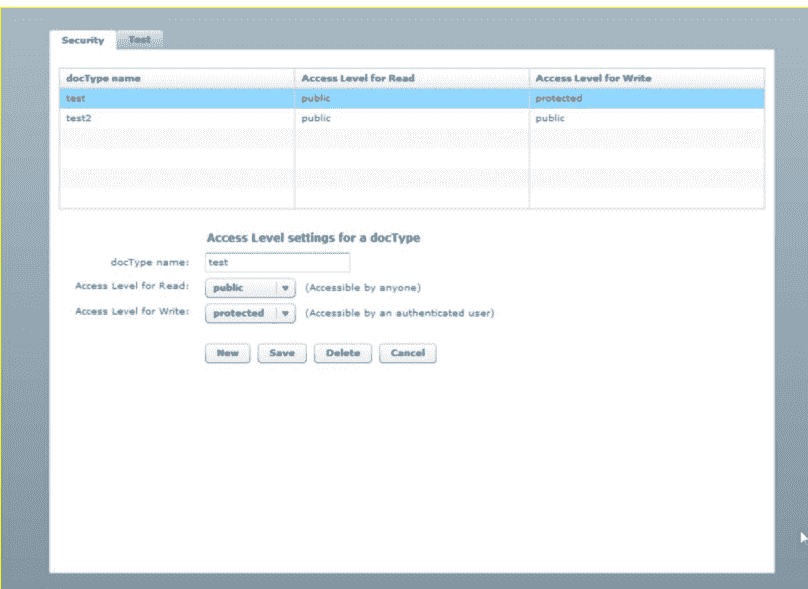 Security Test
docType name Access Level for Read Access Level for Write
test public protected
test2 public public
Access Level settings for a docType
docType name: test
Access Level for Read: public (Accessible by anyone)
Access Level for Write: protected (Accessible by an authenticated user)
New Save Delete Cancel